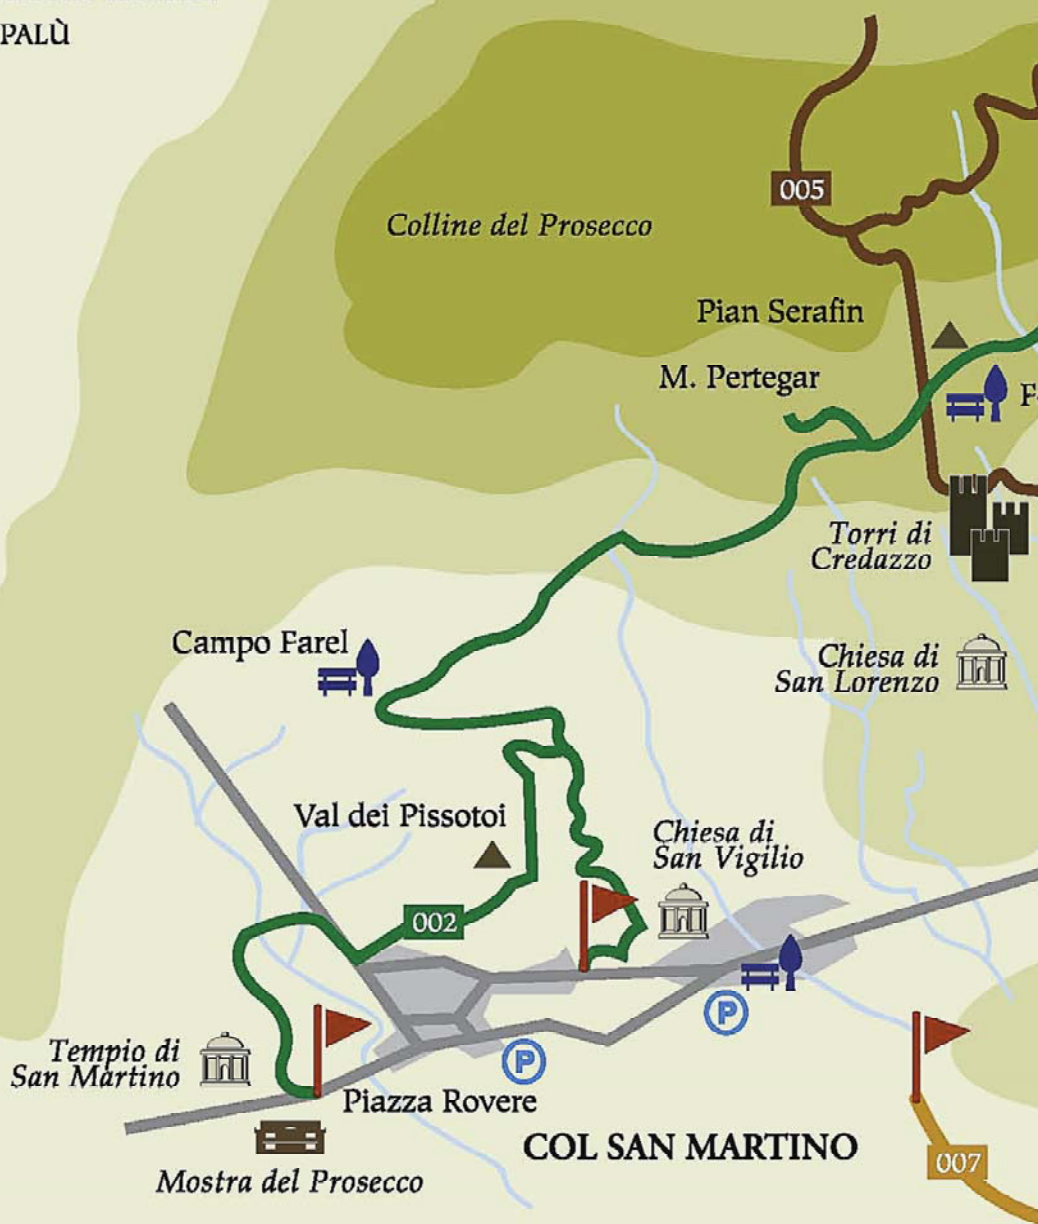 PALÙ
005
Colline del Prosecco
Pian Serafin
M. Pertegar
Torri di
Credazzo
Campo Farel
Chiesa di
San Lorenzo
Val dei Pissotoi
Chiesa di
San Vigilio
002
P
P
Tempio di
San Martino
Piazza Rovere
COL SAN MARTINO
007
Mostra del Prosecco